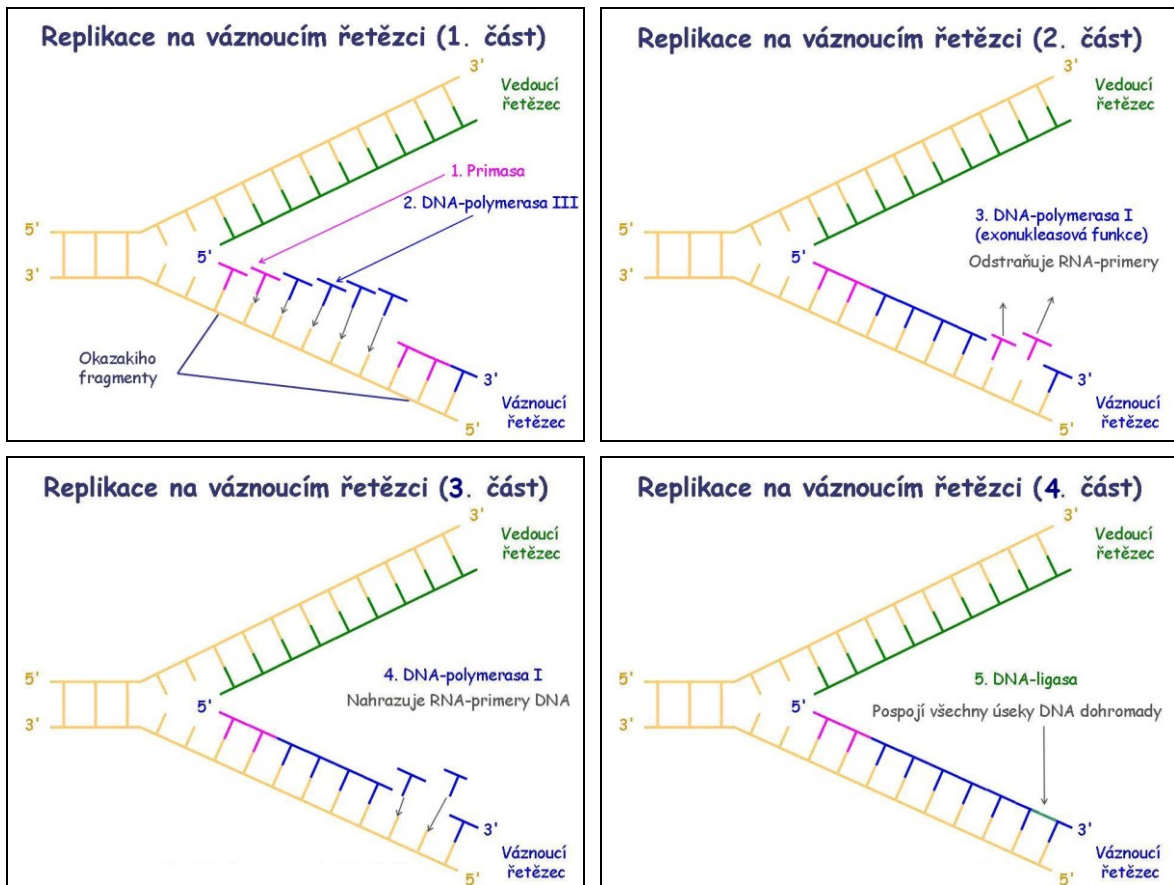 Replikace na váznoucím řetězci (1. část)
3'
Vedoucí
řetězec
1. Primasa
2. DNA-polymerasa III
5'
5'
3'
Okazakiho
fragmenty
3'
Váznoucí
řetězec
5'
Replikace na váznoucím řetězci (2. část)
3'
Vedoucí
řetězec
3. DNA-polymerasa I
(exonukleasová funkce)
Odstraňuje RNA-primery
5'
5'
3'
3'
Váznoucí
řetězec
5'
Replikace na váznoucím řetězci (3. část)
3'
Vedoucí
řetězec
4. DNA-polymerasa I
Nahrazuje RNA-primery DNA
5'
5'
3'
3'
Váznoucí
řetězec
5'
Replikace na váznoucím řetězci (4. část)
3'
Vedoucí
řetězec
5. DNA-ligasa
Pospojí všechny úseky DNA dohromady
5'
5'
3'
3'
Váznoucí
řetězec
5'